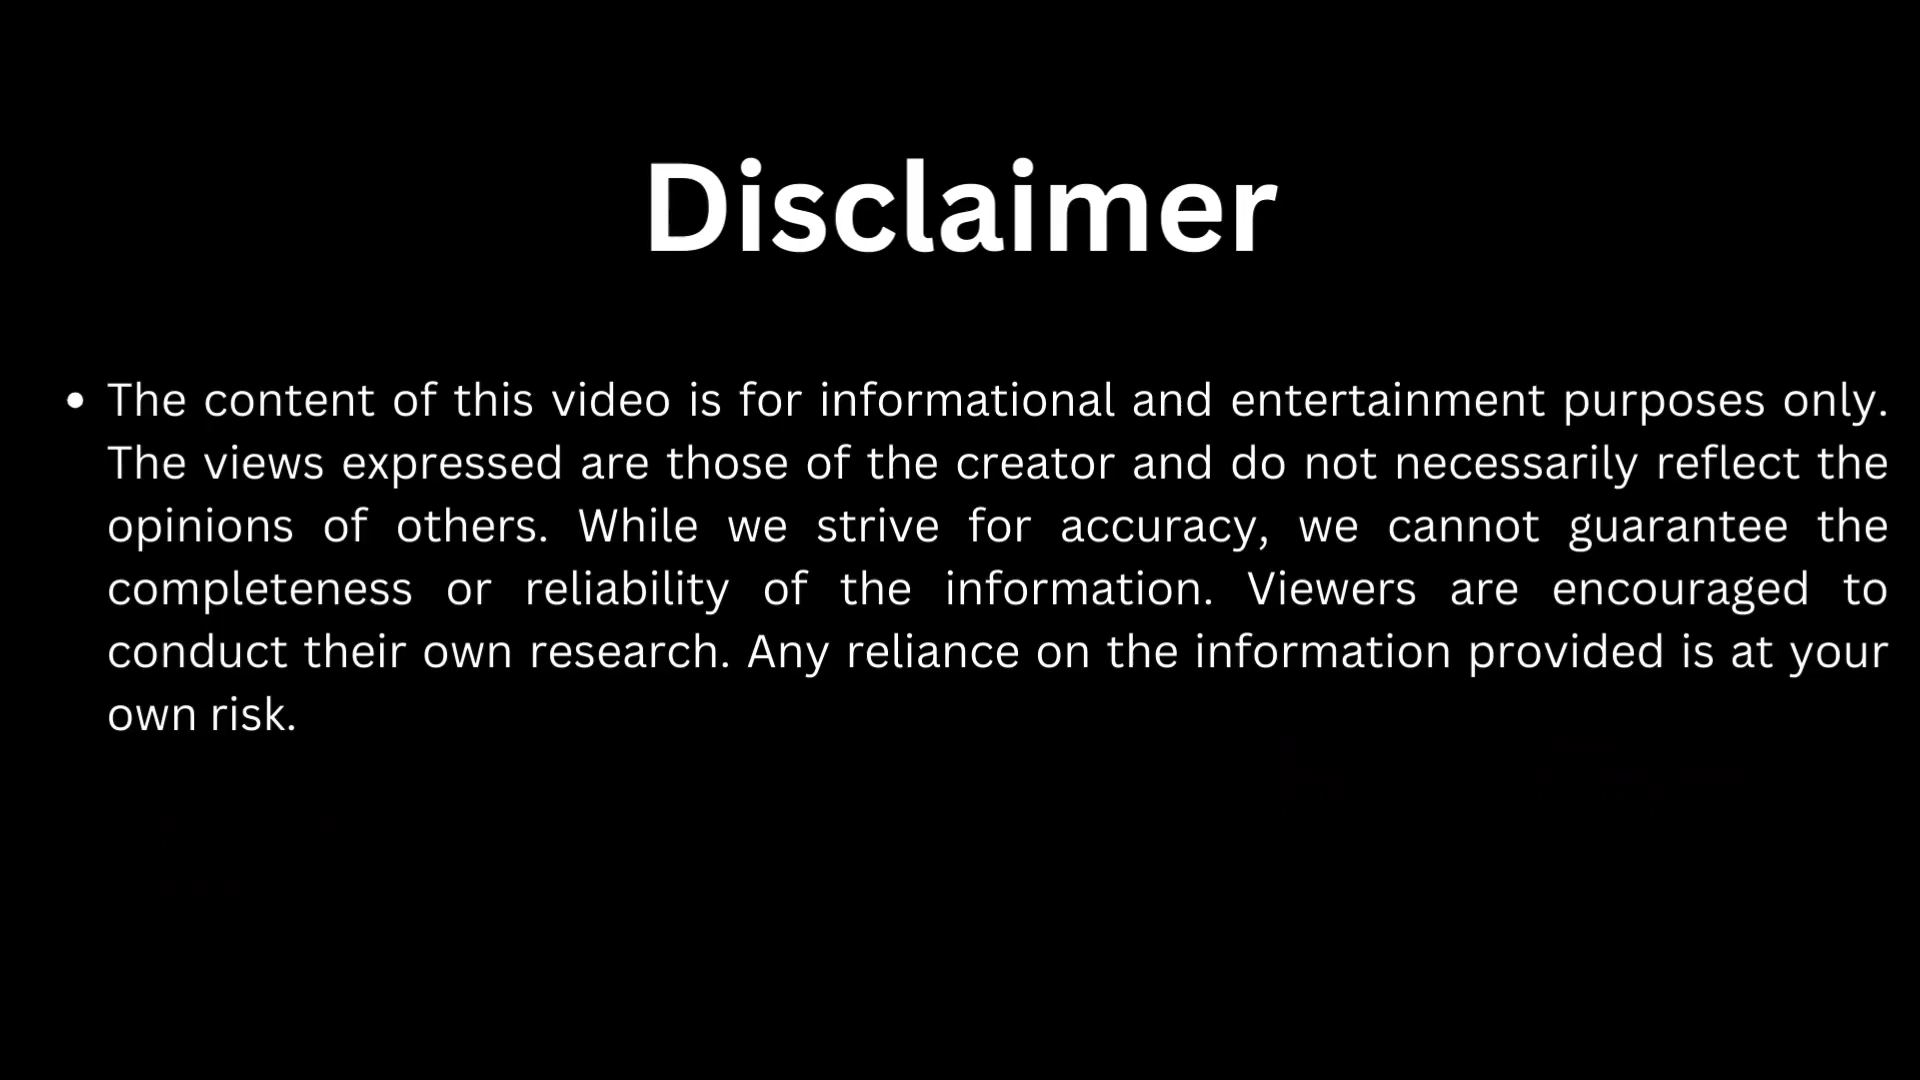 Disclaimer
• The content of this video is for informational and entertainment purposes only.
The views expressed are those of the creator and do not necessarily reflect the
opinions of others. While we strive for accuracy, we cannot guarantee the
completeness or reliability of the information. Viewers are encouraged to
conduct their own research. Any reliance on the information provided is at your
own risk.